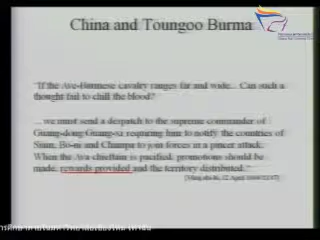 China and Toungoo Burma
"If the Ava-Burmese cavalry ranges far and wide... Can such a
thought fail to chill the blood?
... we must send a despatch to the supreme commander of
Guang-dong/Guang-xi requiring him to notify the countries of
Siam, Bo-ni and Champa to join forces in a pincer attack.
When the Ava chieftain is pacified, promotions should be
made, rewards provided and the territory distributed."